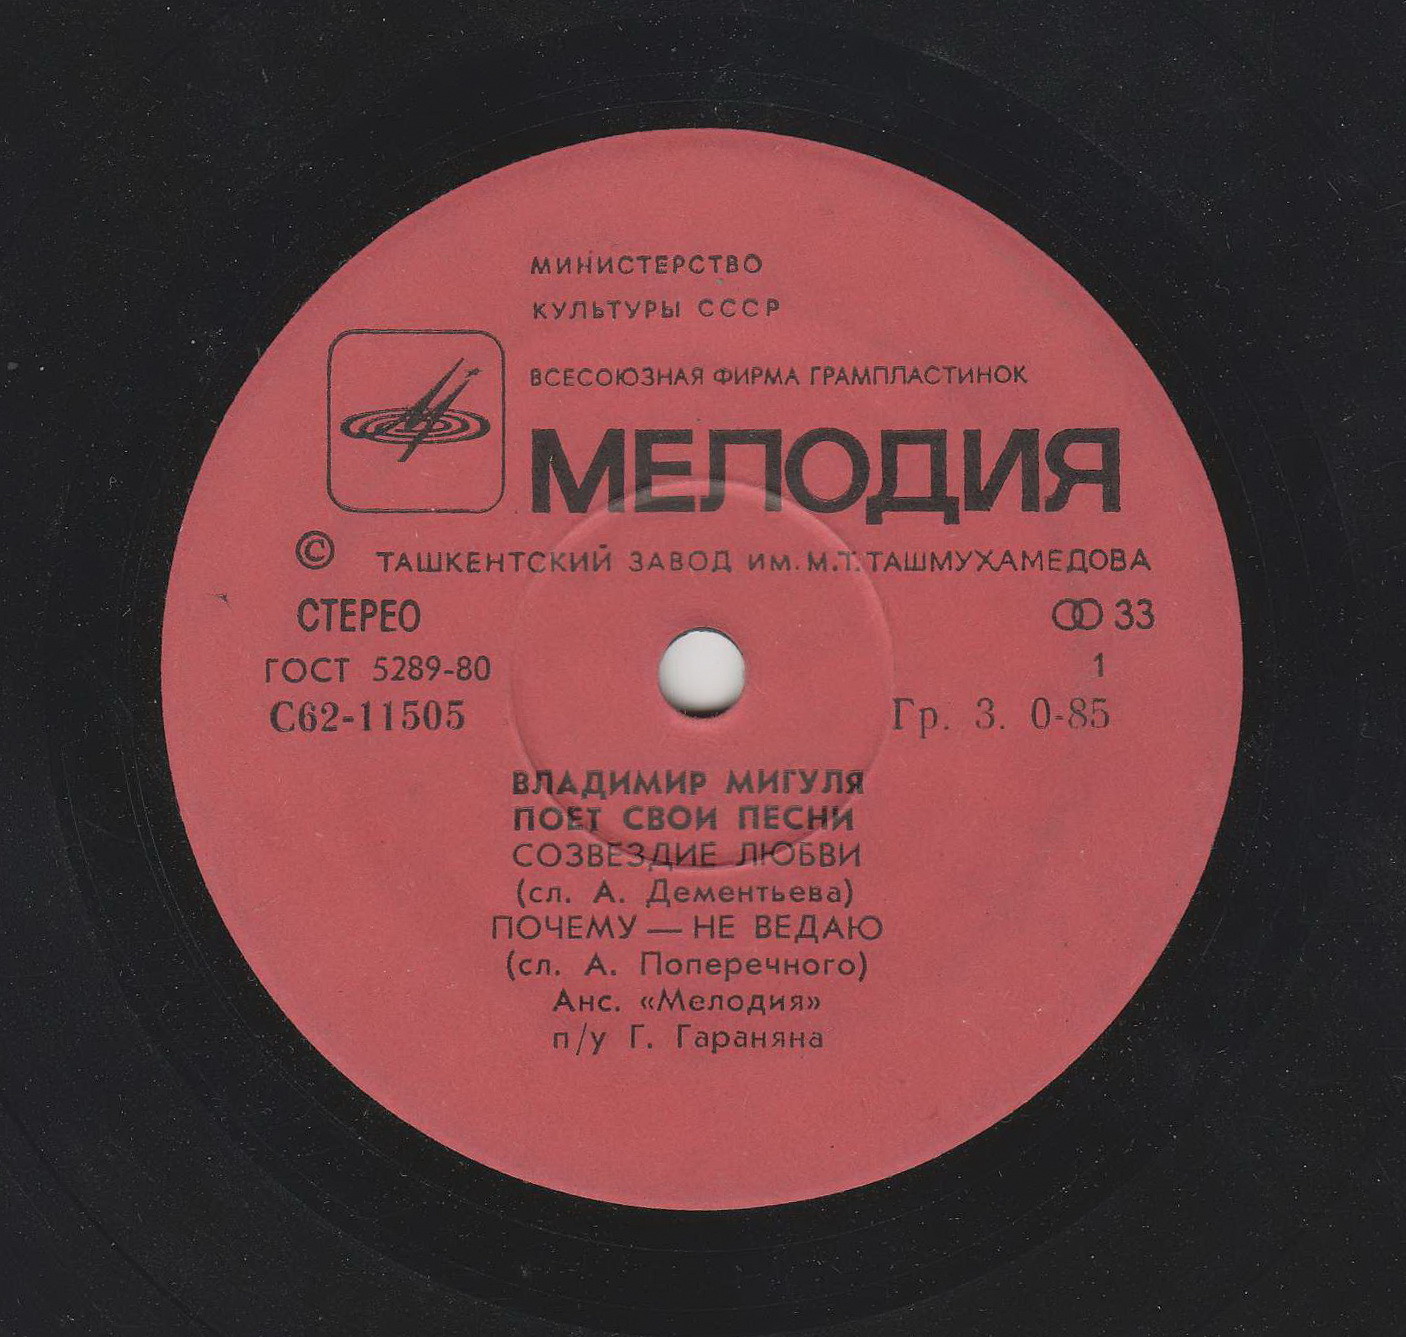 МИНИСТЕРСТВО
КУЛЬТУРЫ СССР
ВСЕСОЮЗНАЯ ФИРМА ГРАМПЛАСТИНОК
МЕЛОДИЯ
© ТАШКЕНТСКИЙ ЗАВОД ИМ. М.Т. ТАШМУХАМЕДОВА
СТЕРЕО 33
ГОСТ 5289-80 1
С62-11505 Гр. 3. 0-85
ВЛАДИМИР МИГУЛЯ
ПОЕТ СВОИ ПЕСНИ
СОЗВЕЗДИЕ ЛЮБВИ
(сл. А. Дементьева)
ПОЧЕМУ — НЕ ВЕДАЮ
(сл. А. Поперечного)
Анс. «Мелодия»
п/у Г. Гараняна